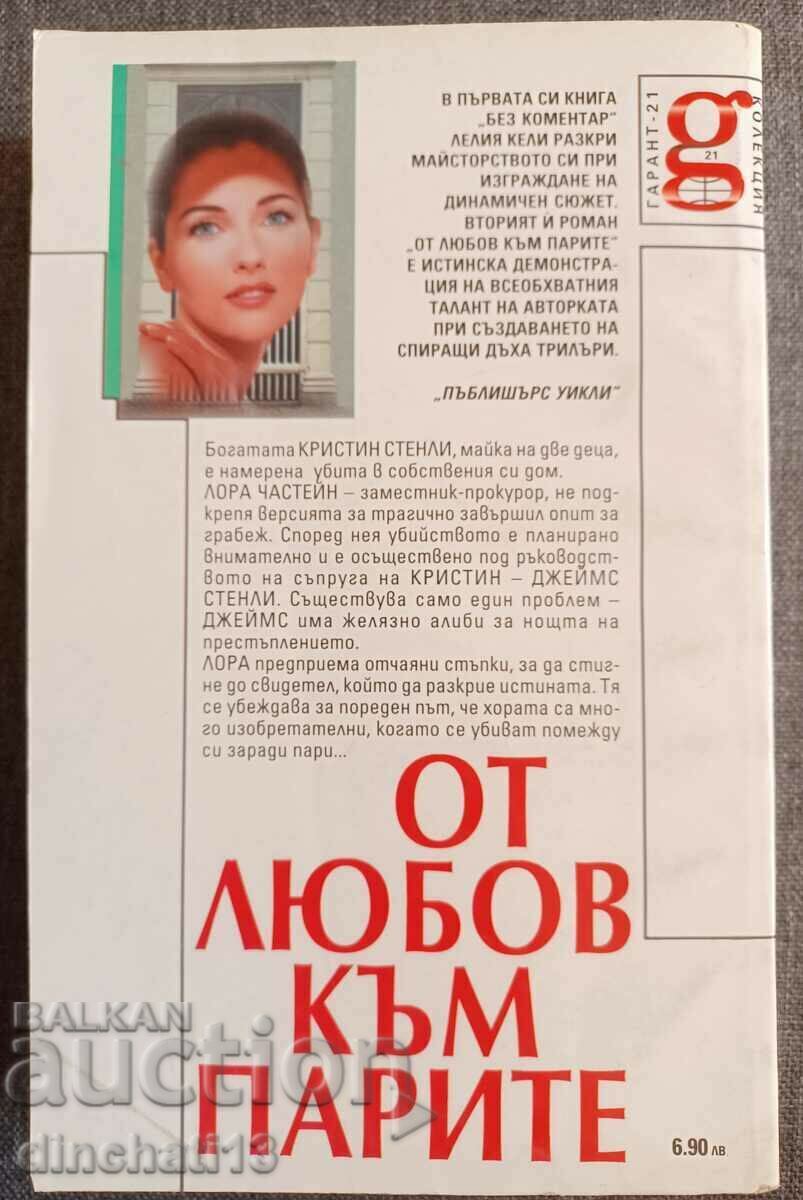 В ПЪРВАТА СИ КНИГА
„БЕЗ КОМЕНТАР“
ЛЕЛИЯ КЕЛИ РАЗКРИ
МАЙСТОРСТВОТО СИ ПРИ
ИЗГРАЖДАНЕ НА
ДИНАМИЧЕН СЮЖЕТ.
ВТОРИЯТ Й РОМАН
„ОТ ЛЮБОВ КЪМ ПАРИТЕ“
Е ИСТИНСКА ДЕМОНСТРА-
ЦИЯ НА ВСЕОБХВАТНИЯ
ТАЛАНТ НА АВТОРКАТА
ПРИ СЪЗДАВАНЕТО НА
СПИРАЩИ ДЪХА ТРИЛЪРИ.
„ПЪБЛИШЪРС УИКЛИ“
ГАРАНТ-21
g
21
КОЛЕКЦИЯ
Богатата КРИСТИН СТЕНЛИ, майка на две деца,
е намерена убита в собствения си дом.
ЛОРА ЧАСТЕЙН – заместник-прокурор, не под-
крепя версията за трагично завършил опит за
грабеж. Според нея убийството е планирано
внимателно и е осъществено под ръководст-
вото на съпруга на КРИСТИН – ДЖЕЙМС
СТЕНЛИ. Съществува само един проблем –
ДЖЕЙМС има желязно алиби за нощта на
престъплението.
ЛОРА предприема отчаяни стъпки, за да стиг-
не до свидетел, който да разкрие истината. Тя
се убеждава за пореден път, че хората са мно-
го изобретателни, когато се убиват помежду
си заради пари...
ОТ
ЛЮБОВ
КЪМ
ПАРИТЕ
6.90 лв
BALKAN
auction
dinchati13